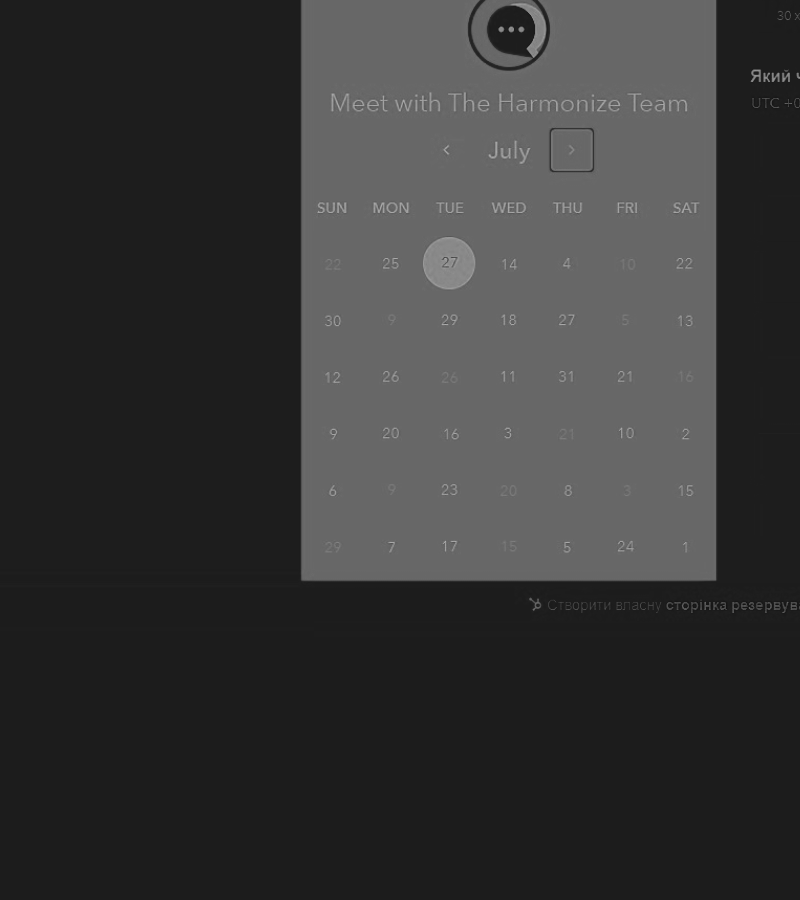 30 x
Meet with The Harmonize Team
Який ч
UTC +0
July
SUN MON TUE WED THU FRI SAT
22 25 27 14 4 10 22
30 9 29 18 27 5 13
12 26 26 11 31 21 16
9 20 16 3 21 10 2
6 9 23 20 8 3 15
29 7 17 15 5 24 1
Створити власну сторінка резервува